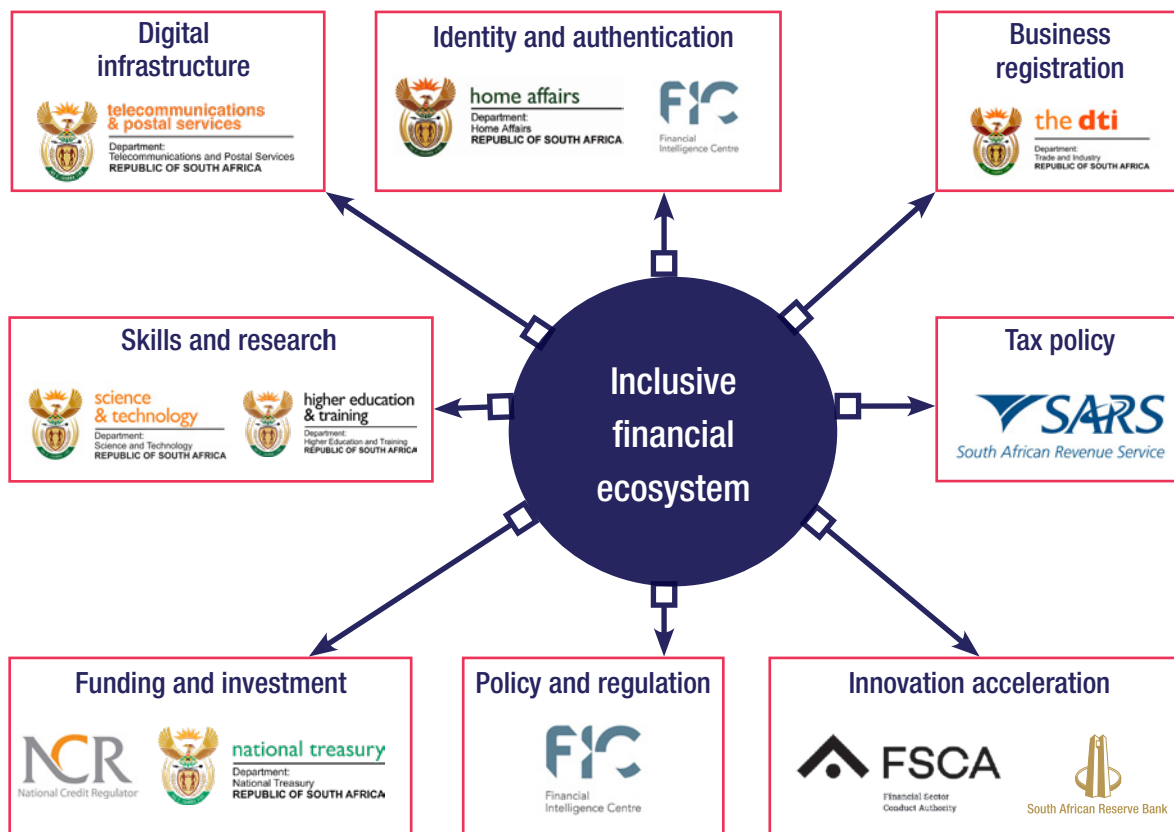 Digital
infrastructure
telecommunications
& postal services
Department:
Telecommunications and Postal Services
REPUBLIC OF SOUTH AFRICA
Identity and authentication
home affairs
Department:
Home Affairs
REPUBLIC OF SOUTH AFRICA
FIC
Financial
Intelligence Centre
Business
registration
the dti
Department:
Trade and Industry
REPUBLIC OF SOUTH AFRICA
Skills and research
science
& technology
Department:
Science and Technology
REPUBLIC OF SOUTH AFRICA
higher education
& training
Department:
Higher Education and Training
REPUBLIC OF SOUTH AFRICA
Inclusive
financial
ecosystem
Tax policy
SARS
South African Revenue Service
Funding and investment
NCR
National Credit Regulator
national treasury
Department:
National Treasury
REPUBLIC OF SOUTH AFRICA
Policy and regulation
FIC
Financial
Intelligence Centre
Innovation acceleration
FSCA
Financial Sector
Conduct Authority
South African Reserve Bank